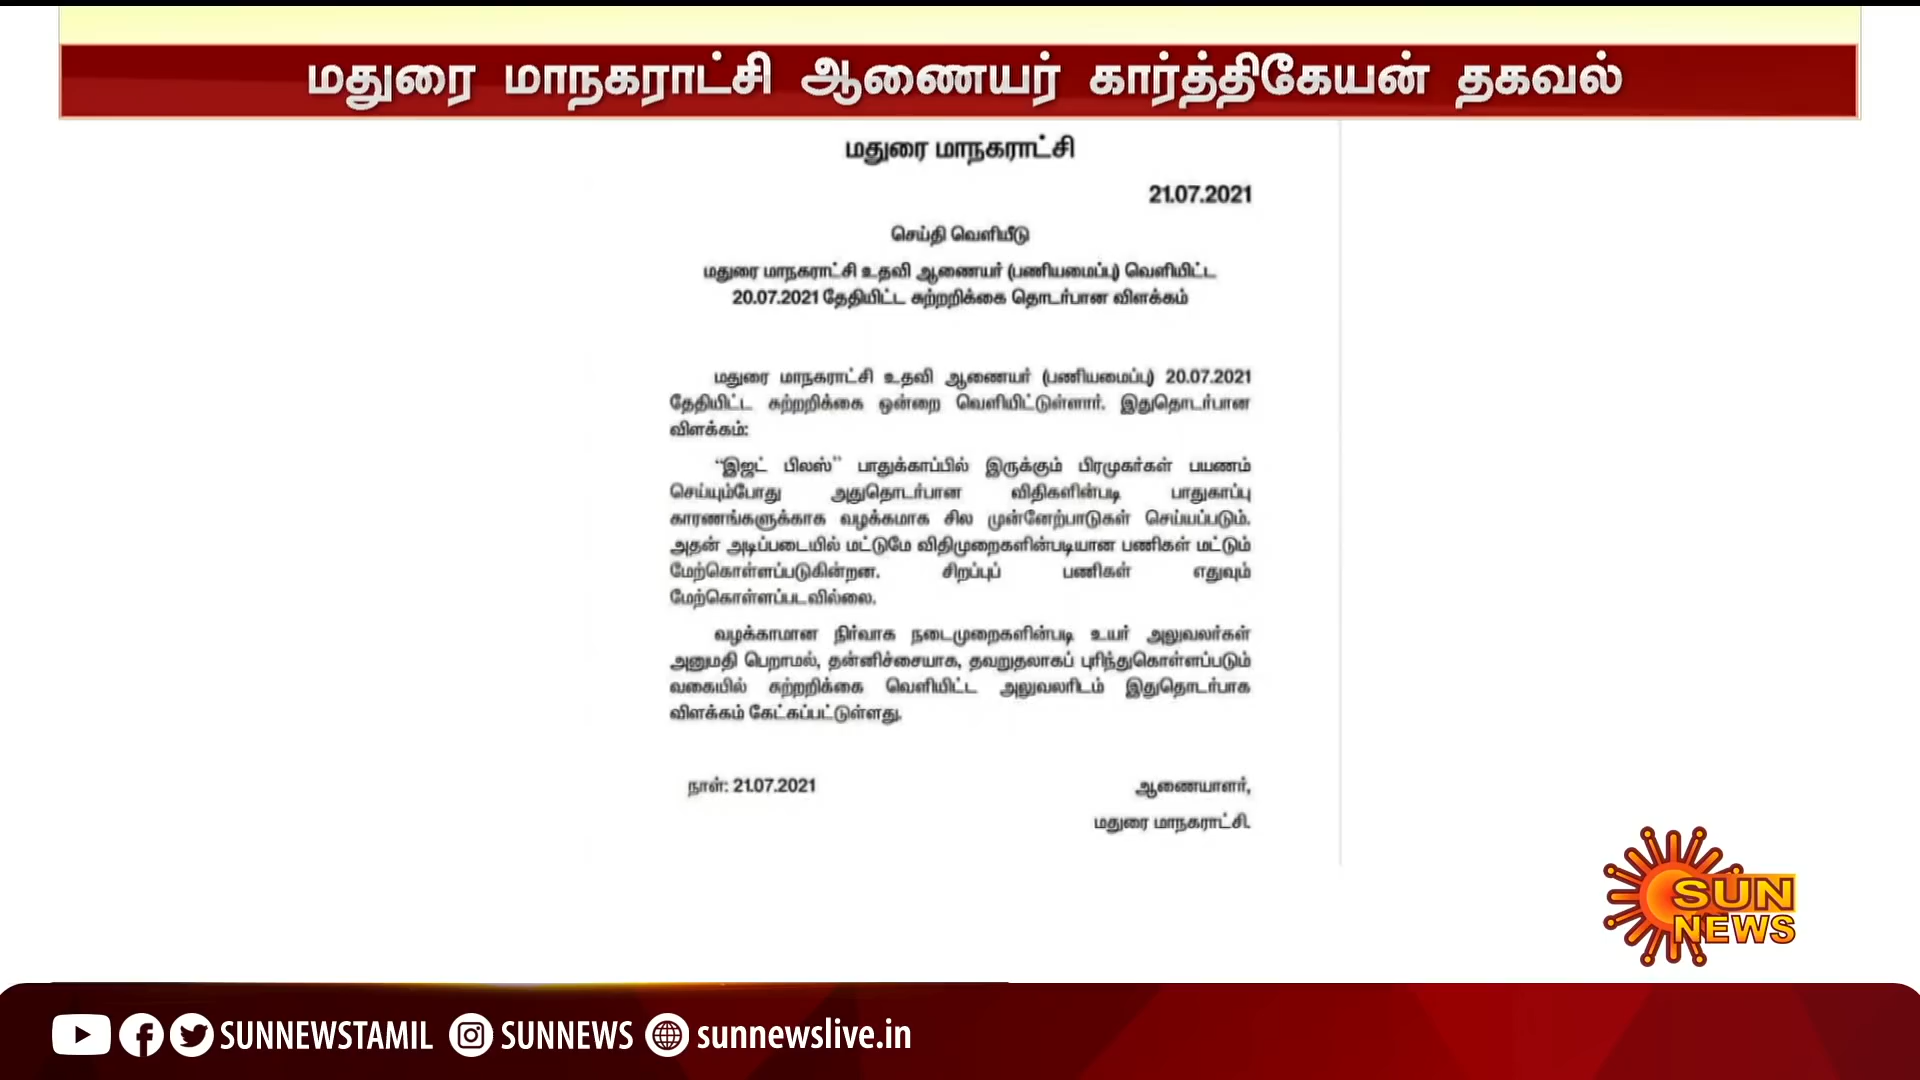 மதுரை மாநகராட்சி ஆணையர் கார்த்திகேயன் தகவல்
மதுரை மாநகராட்சி
21.07.2021
செய்தி வெளியீடு
மதுரை மாநகராட்சி உதவி ஆணையர் (பணியமைப்பு) வெளியிட்ட
20.07.2021 தேதியிட்ட சுற்றறிக்கை தொடர்பான விளக்கம்
மதுரை மாநகராட்சி உதவி ஆணையர் (பணியமைப்பு) 20.07.2021
தேதியிட்ட சுற்றறிக்கை ஒன்றை வெளியிட்டுள்ளார். இதுதொடர்பான
விளக்கம்:
“இஜட் பிலஸ்” பாதுக்காப்பில் இருக்கும் பிரமுகர்கள் பயணம்
செய்யும்போது அதுதொடர்பான விதிகளின்படி பாதுகாப்பு
காரணங்களுக்காக வழக்கமாக சில முன்னேற்பாடுகள் செய்யப்படும்.
அதன் அடிப்படையில் மட்டுமே விதிமுறைகளின்படியான பணிகள் மட்டும்
மேற்கொள்ளப்படுகின்றன. சிறப்புப் பணிகள் எதுவும்
மேற்கொள்ளப்படவில்லை.
வழக்காமான நிர்வாக நடைமுறைகளின்படி உயர் அலுவலர்கள்
அனுமதி பெறாமல், தன்னிச்சையாக, தவறுதலாகப் புரிந்துகொள்ளப்படும்
வகையில் சுற்றறிக்கை வெளியிட்ட அலுவலரிடம் இதுதொடர்பாக
விளக்கம் கேட்கப்பட்டுள்ளது.
நாள்: 21.07.2021
ஆணையாளர்,
மதுரை மாநகராட்சி.
SUN
NEWS
SUNNEWSTAMIL SUNNEWS sunnewslive.in